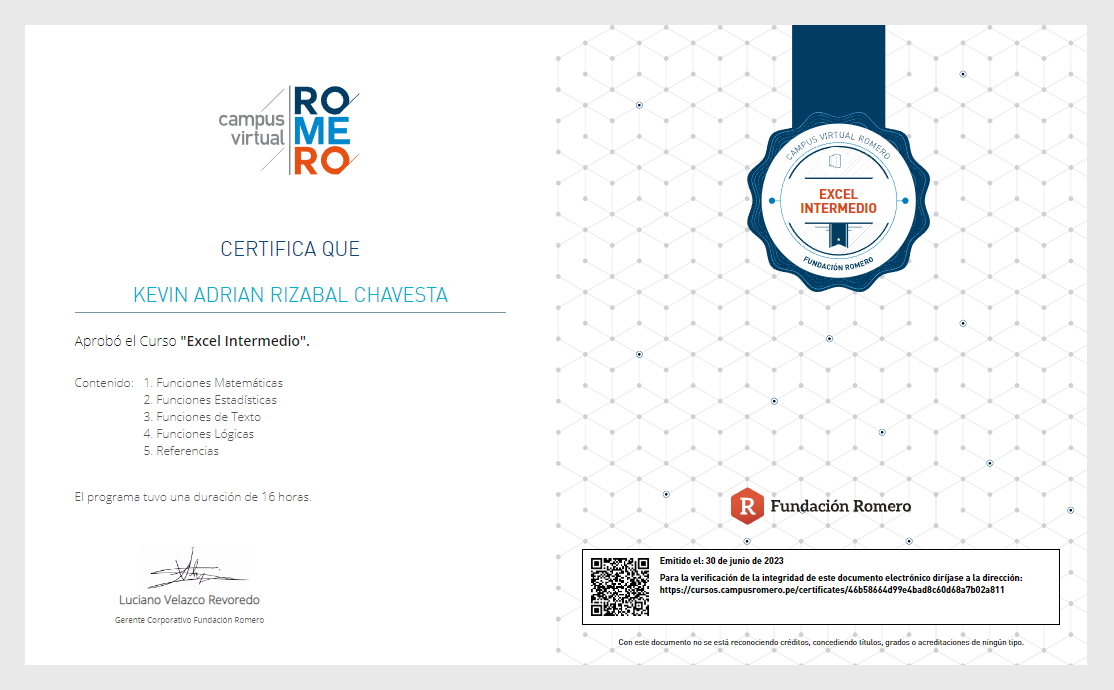 campus
virtual
RO
ME
RO
CERTIFICA QUE
KEVIN ADRIAN RIZABAL CHAVESTA
Aprobó el Curso "Excel Intermedio".
Contenido: 1. Funciones Matemáticas
2. Funciones Estadísticas
3. Funciones de Texto
4. Funciones Lógicas
5. Referencias
El programa tuvo una duración de 16 horas.
Luciano Velazco Revoredo
Gerente Corporativo Fundación Romero
CAMPUS VIRTUAL ROMERO
EXCEL
INTERMEDIO
FUNDACIÓN ROMERO
R Fundación Romero
Emitido el: 30 de junio de 2023
Para la verificación de la integridad de este documento electrónico diríjase a la dirección:
https://cursos.campusromero.pe/certificates/46b58664d99e4bad8c60d68a7b02a811
Con este documento no se está reconociendo créditos, concediendo títulos, grados o acreditaciones de ningún tipo.